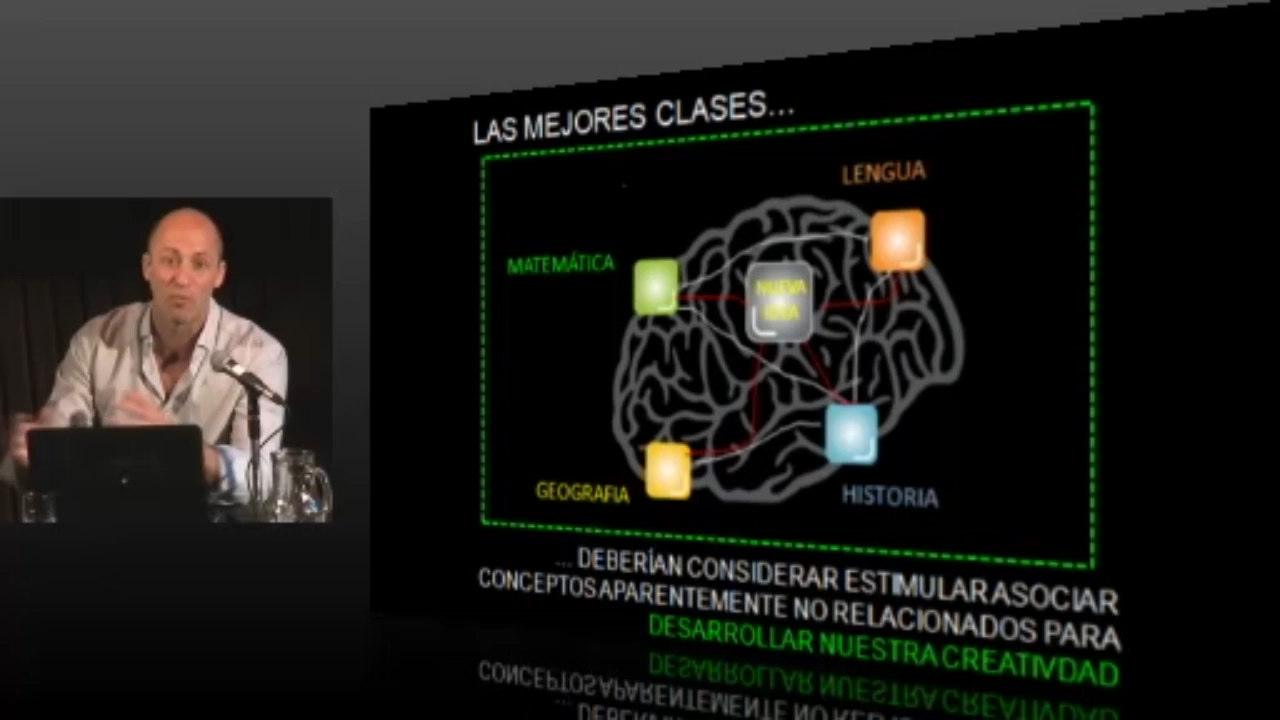 LAS MEJORES CLASES...
LENGUA
MATEMÁTICA
NUEVA
IDEA
GEOGRAFIA
HISTORIA
... DEBERÍAN CONSIDERAR ESTIMULAR ASOCIAR
CONCEPTOS APARENTEMENTE NO RELACIONADOS PARA
DESARROLLAR NUESTRA CREATIVDAD